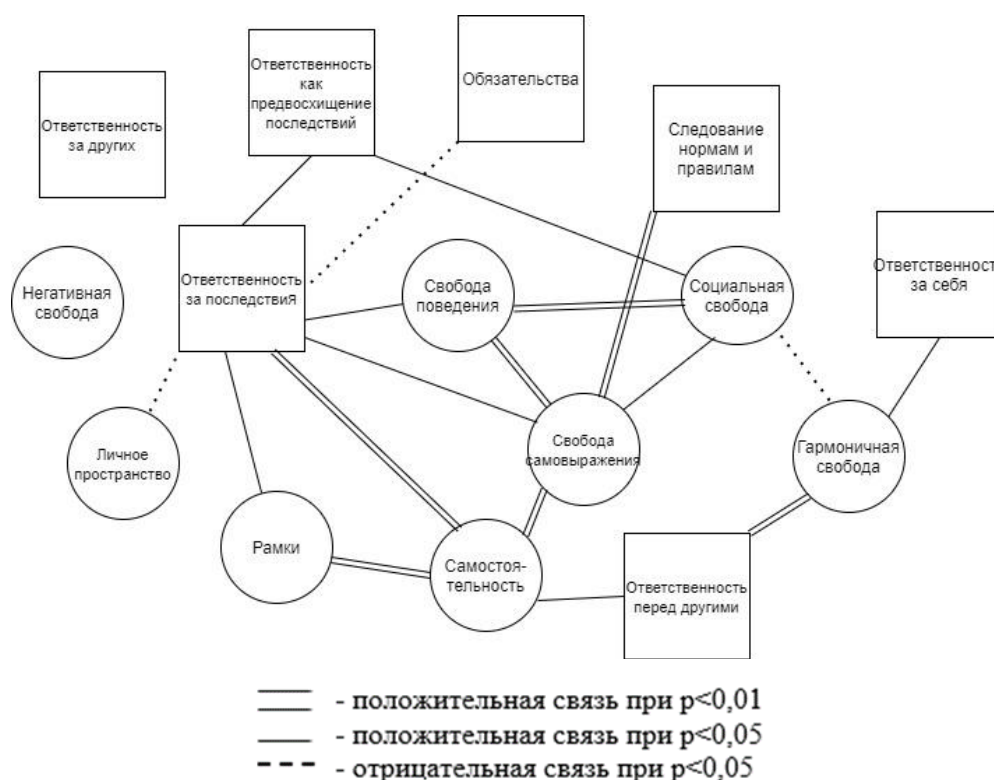 Ответственность
за других
Ответственность
как
предвосхищение
последствий
Обязательства
Следование
нормам и
правилам
Негативная
свобода
Ответственность
за последствия
Свобода
поведения
Социальная
свобода
Ответственност
за себя
Личное
пространство
Свобода
самовыражения
Гармоничная
свобода
Рамки
Самостоя-
тельность
Ответственность
перед другими
- положительная связь при p<0,01
- положительная связь при p<0,05
- отрицательная связь при p<0,05